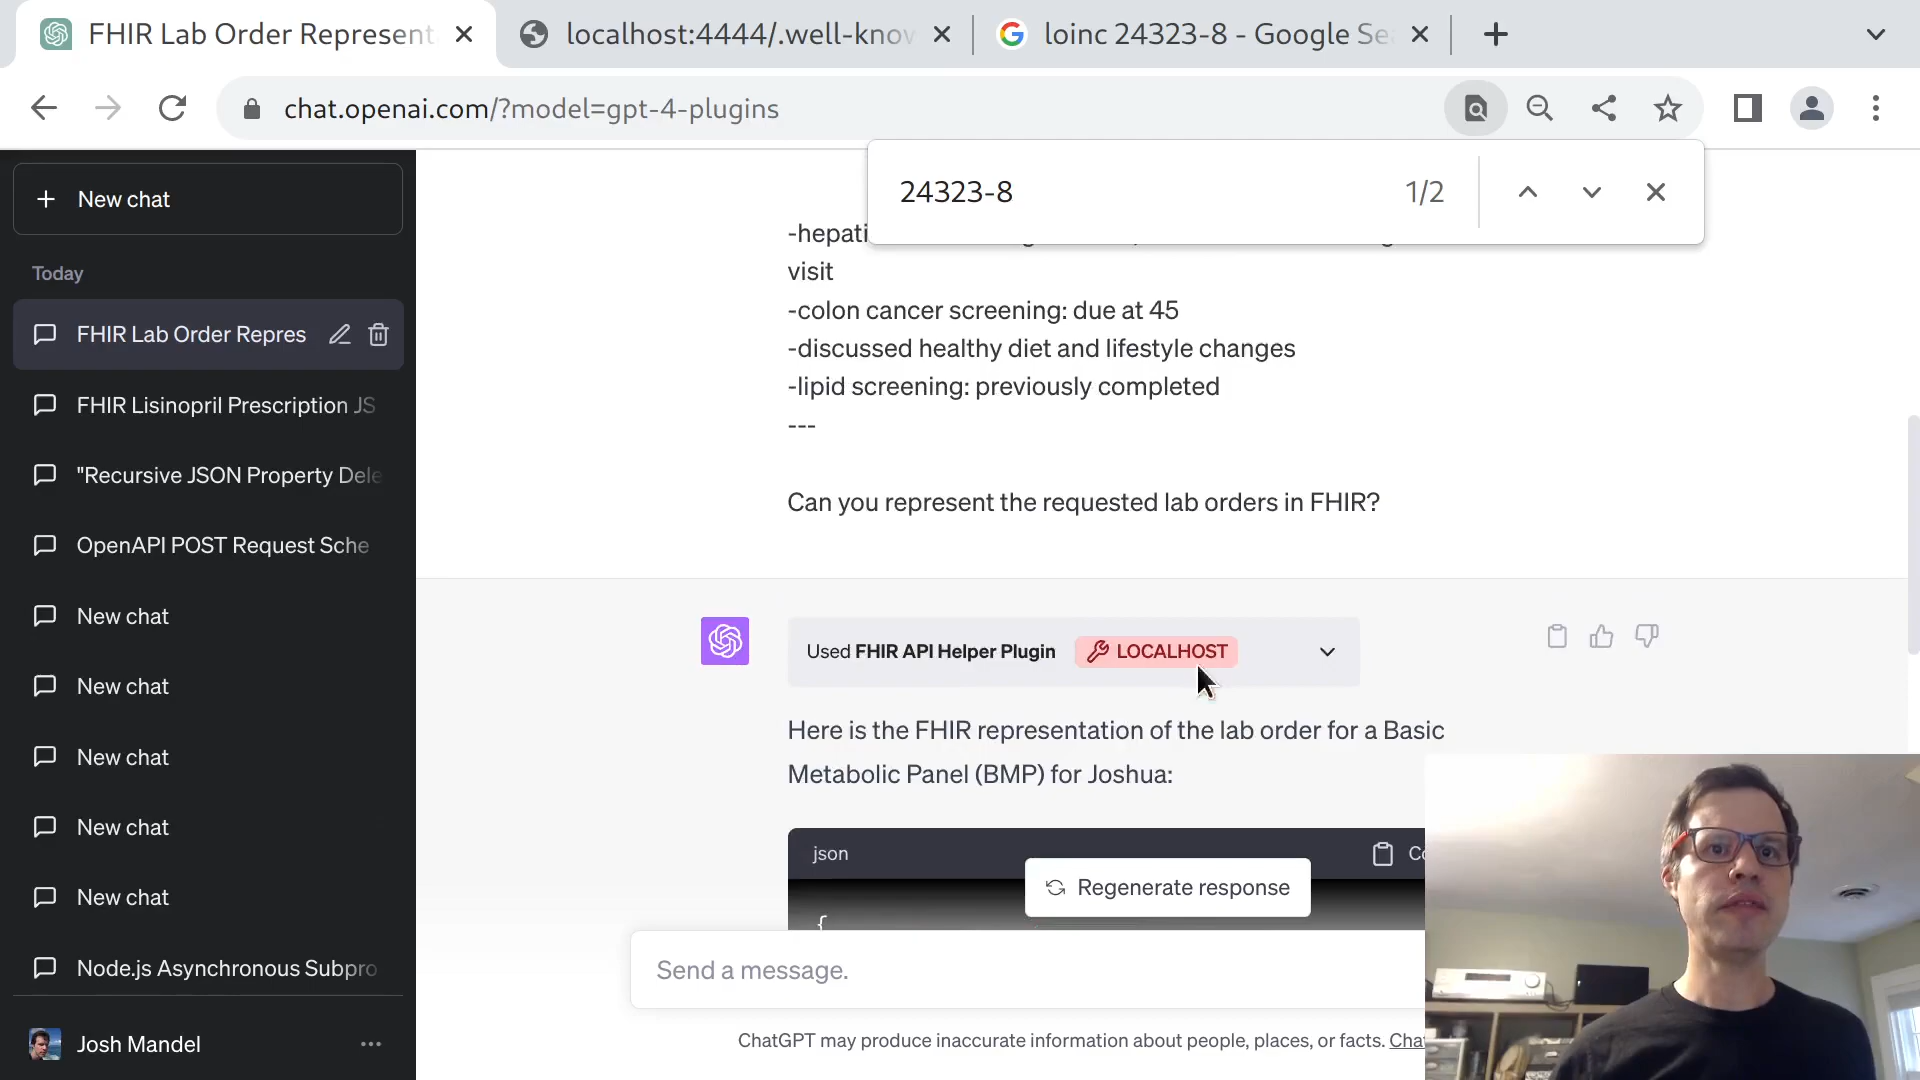 FHIR Lab Order Represent
localhost:4444/.well-know
loinc 24323-8 - Google Sea
chat.openai.com/?model=gpt-4-plugins
24323-8
1/2
New chat
Today
FHIR Lab Order Repres
FHIR Lisinopril Prescription JS
"Recursive JSON Property Dele
OpenAPI POST Request Sche
New chat
New chat
New chat
New chat
New chat
Node.js Asynchronous Subpro
Josh Mandel
-hepati
visit
-colon cancer screening: due at 45
-discussed healthy diet and lifestyle changes
-lipid screening: previously completed
---
Can you represent the requested lab orders in FHIR?
Used FHIR API Helper Plugin LOCALHOST
Here is the FHIR representation of the lab order for a Basic
Metabolic Panel (BMP) for Joshua:
json
Co
{
Regenerate response
Send a message.
ChatGPT may produce inaccurate information about people, places, or facts. Cha